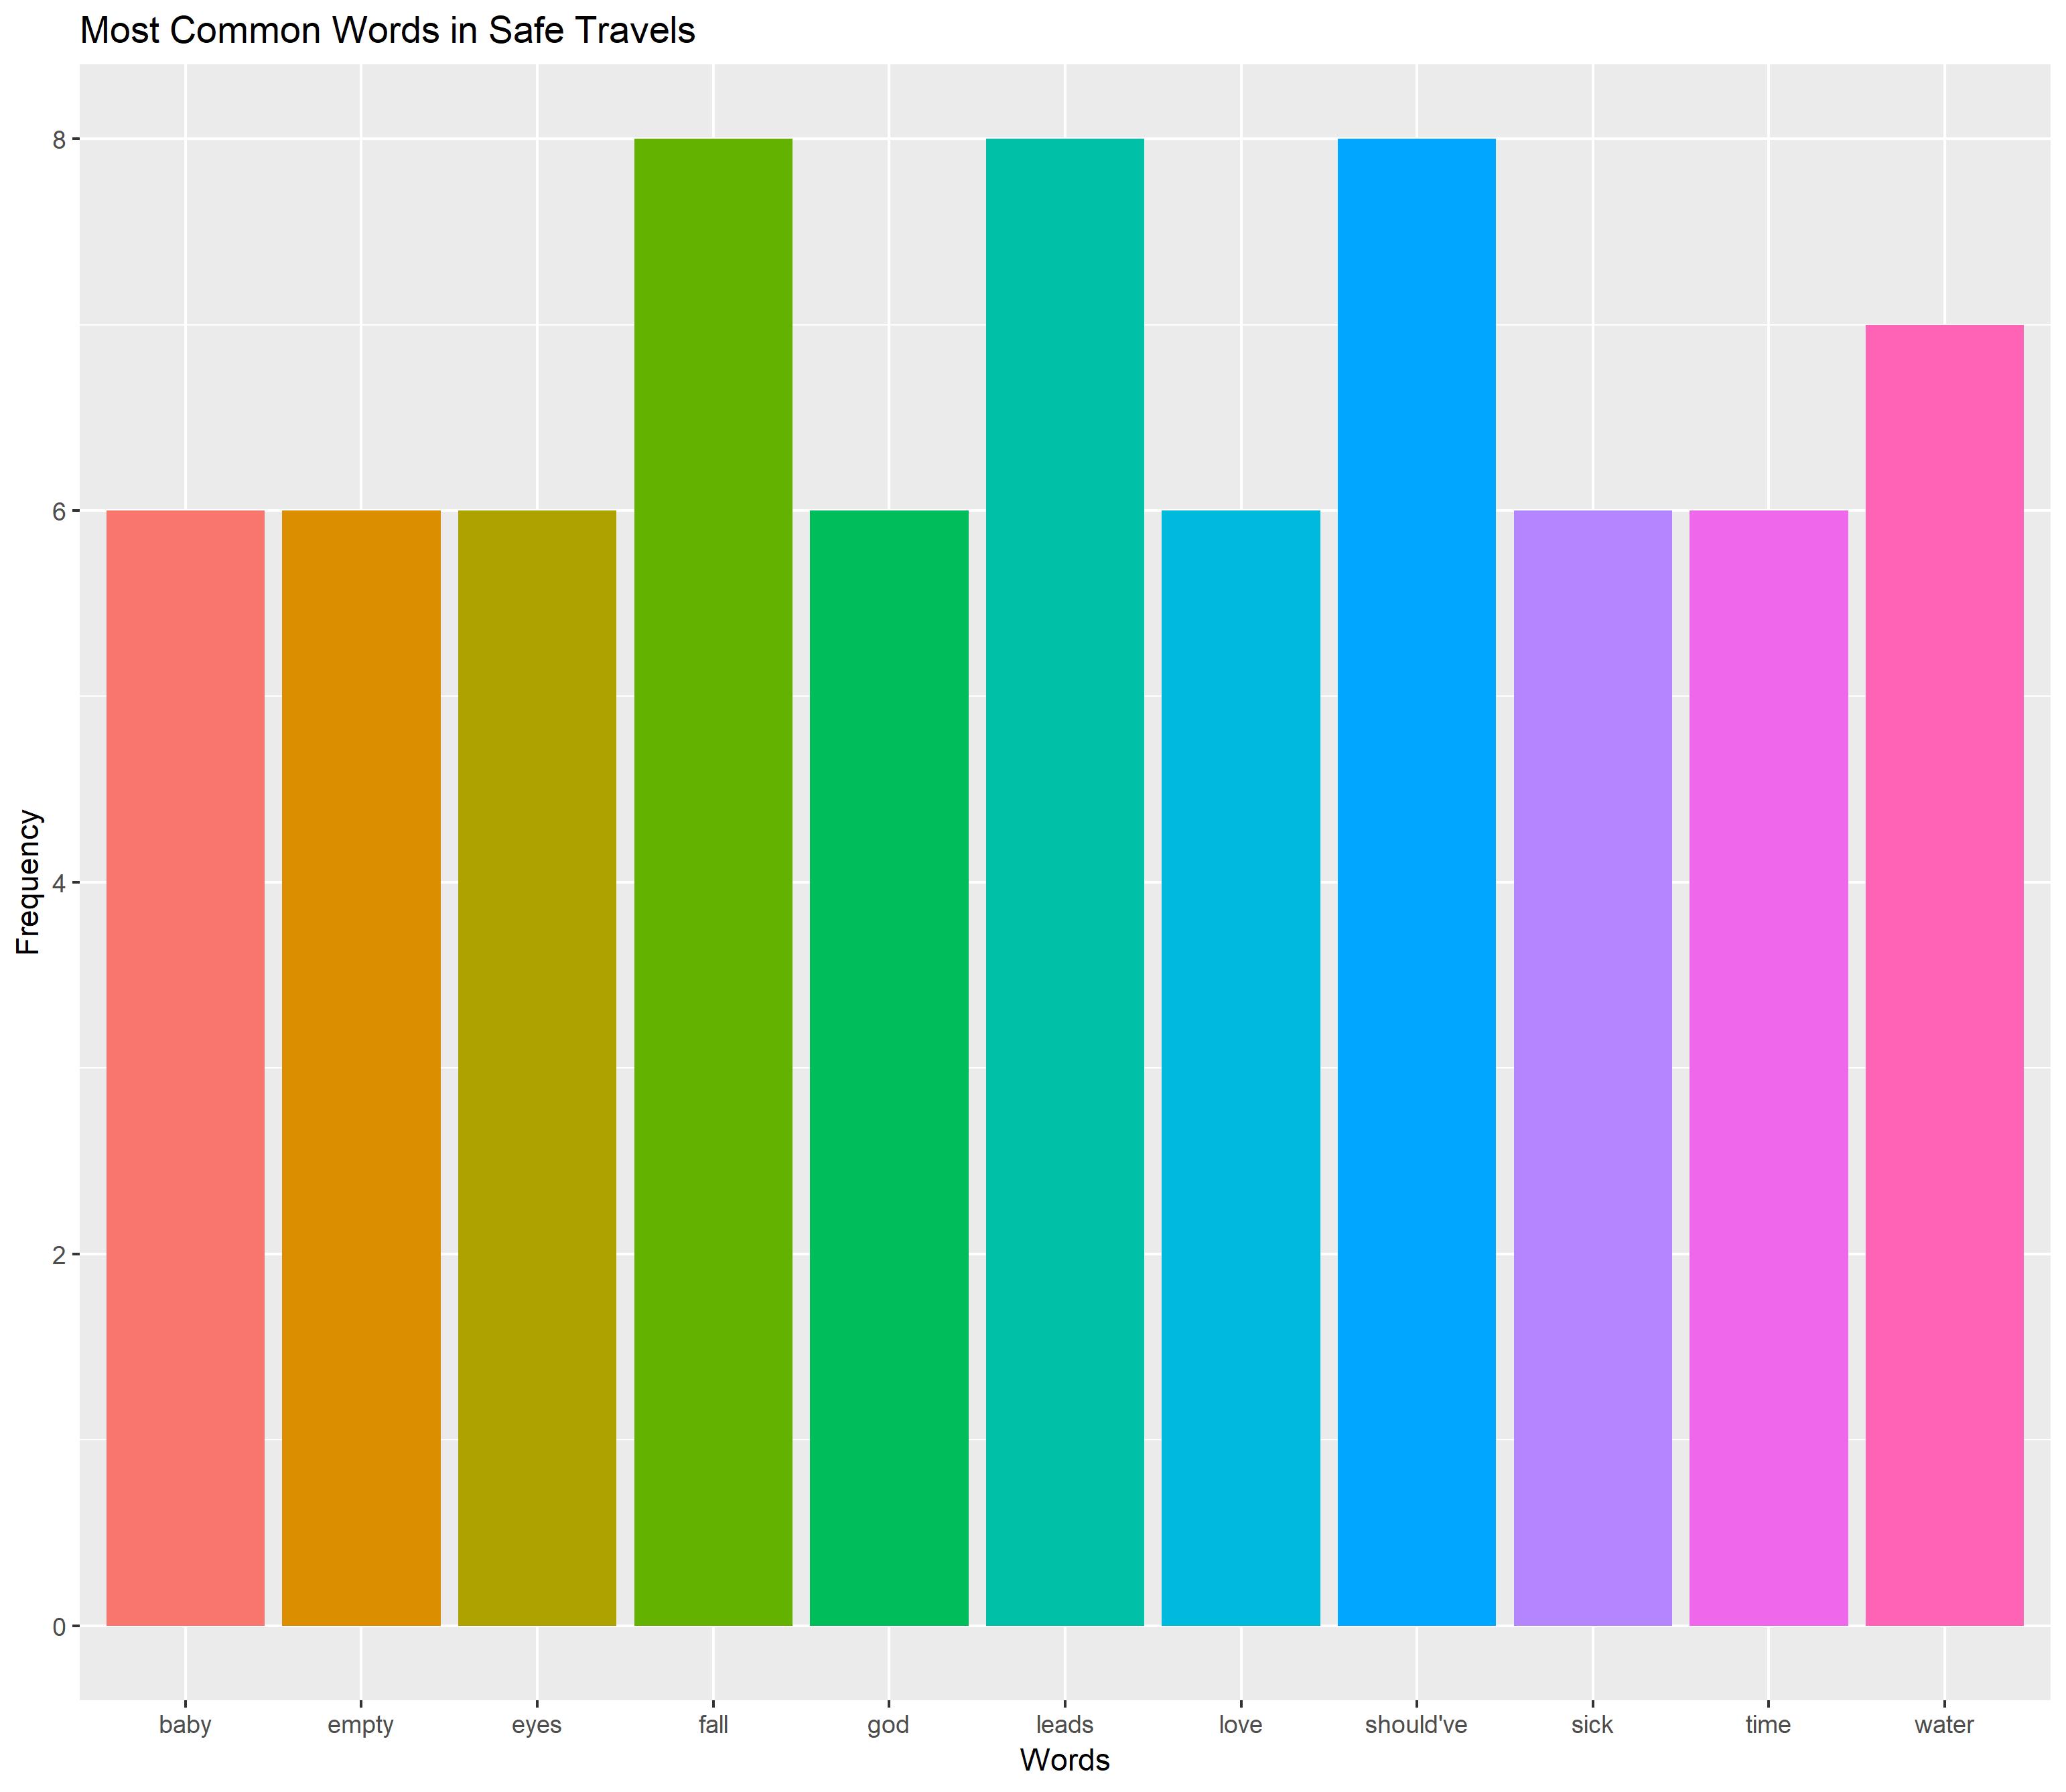 Most Common Words in Safe Travels
Frequency
8
6
4
2
0
baby empty eyes fall god leads love should've sick time water
Words